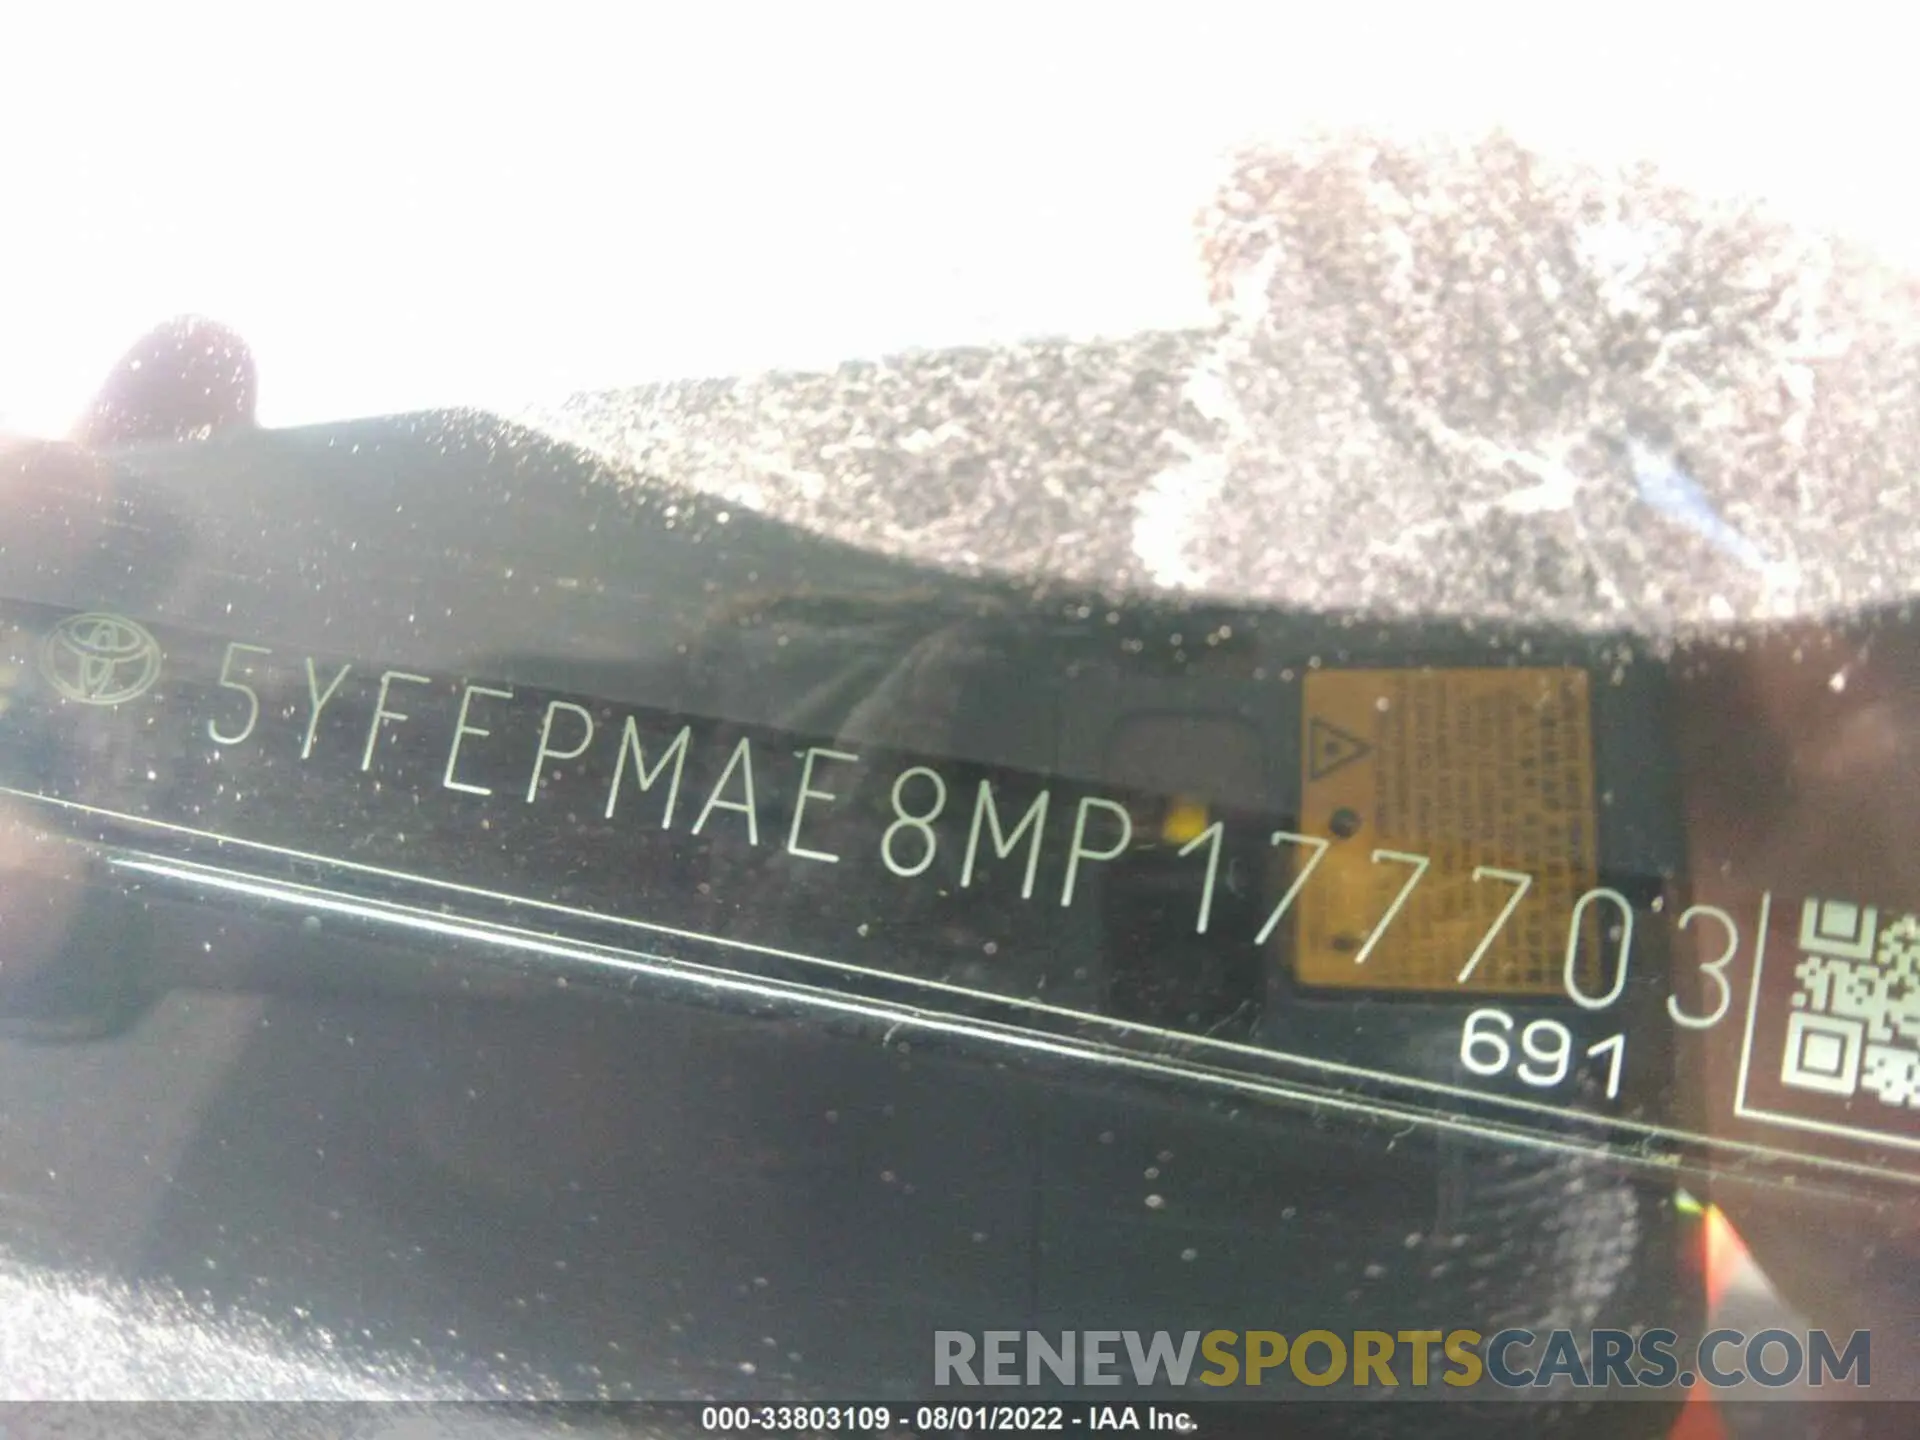 5YFEPMAE8MP177703
691
RENEWSPORTSCARS.COM
000-33803109 - 08/01/2022 - IAA Inc.